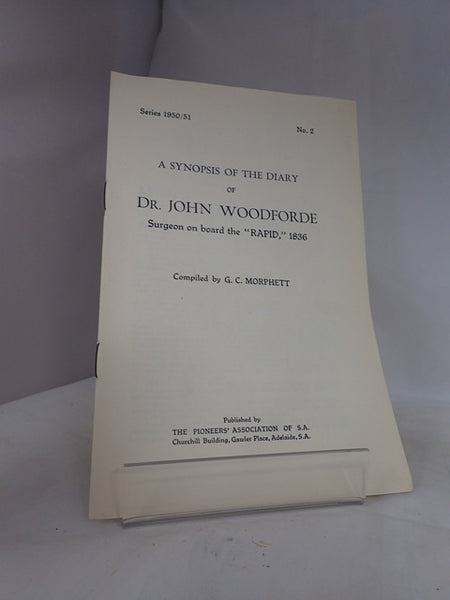 Series 1950/51
No. 2
A SYNOPSIS OF THE DIARY
OF
DR. JOHN WOODFORDE
Surgeon on board the "RAPID," 1836
Compiled by G. C. MORPHETT
Published by
THE PIONEERS' ASSOCIATION OF S.A.
Churchill Building, Gawler Place, Adelaide, S.A.